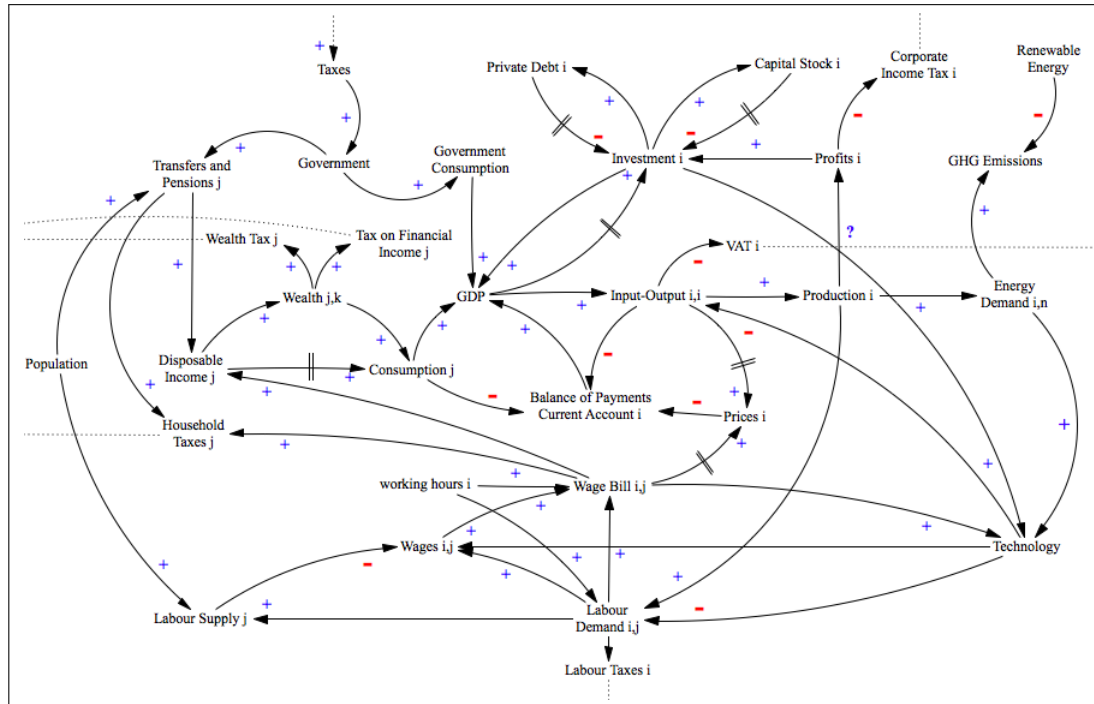 Taxes
Private Debt i
Capital Stock i
Corporate
Income Tax i
Renewable
Energy
Transfers and
Pensions j
Government
Government
Consumption
Investment i
Profits i
GHG Emissions
Wealth Tax j
Tax on Financial
Income j
?
VAT i
Wealth j,k
GDP
Input-Output i,i
Production i
Energy
Demand i,n
Population
Disposable
Income j
Consumption j
Balance of Payments
Current Account i
Prices i
Household
Taxes j
working hours i
Wage Bill i,j
Wages i,j
Technology
Labour Supply j
Labour
Demand i,j
Labour Taxes i